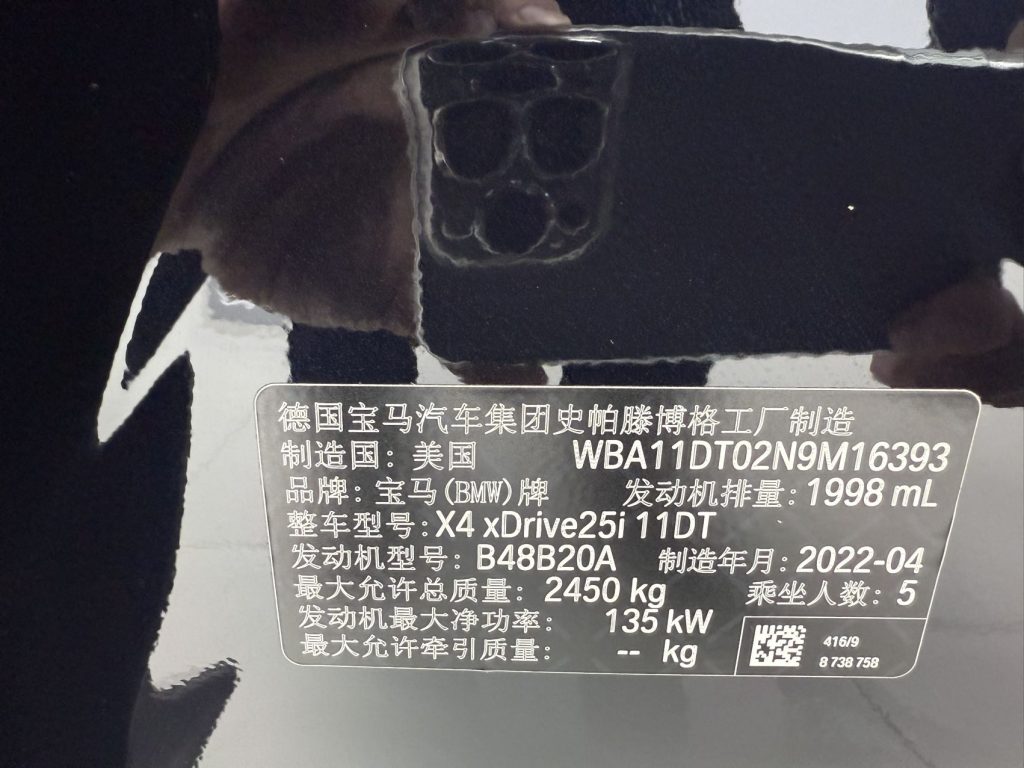 德国宝马汽车集团史帕滕博格工厂制造
制造国：美国 WBA11DT02N9M16393
品牌：宝马(BMW)牌 发动机排量：1998 mL
整车型号：X4 xDrive25i 11DT
发动机型号：B48B20A 制造年月：2022-04
最大允许总质量：2450 kg 乘坐人数：5
发动机最大净功率：135 kW
最大允许牵引质量：-- kg
416/9
8 738 758